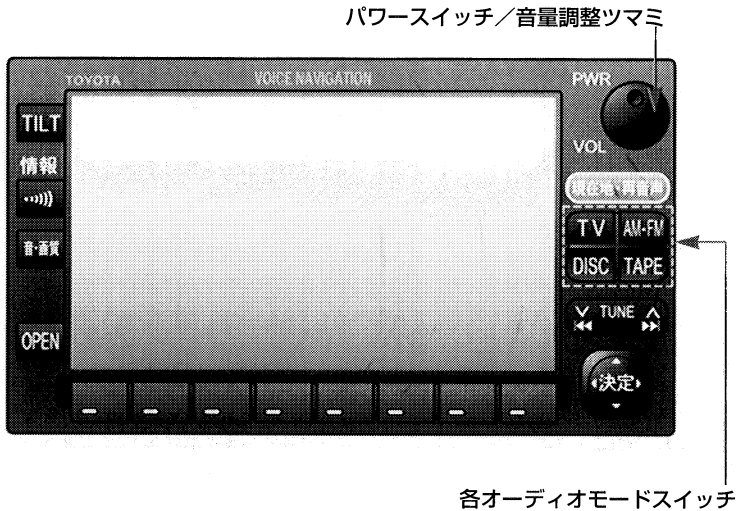 パワースイッチ／音量調整ツマミ
TOYOTA
VOICE NAVIGATION
PWR
TILT
VOL
情報
現在地・再音声
音・画質
TV
AM・FM
DISC
TAPE
TUNE
OPEN
決定
各オーディオモードスイッチ